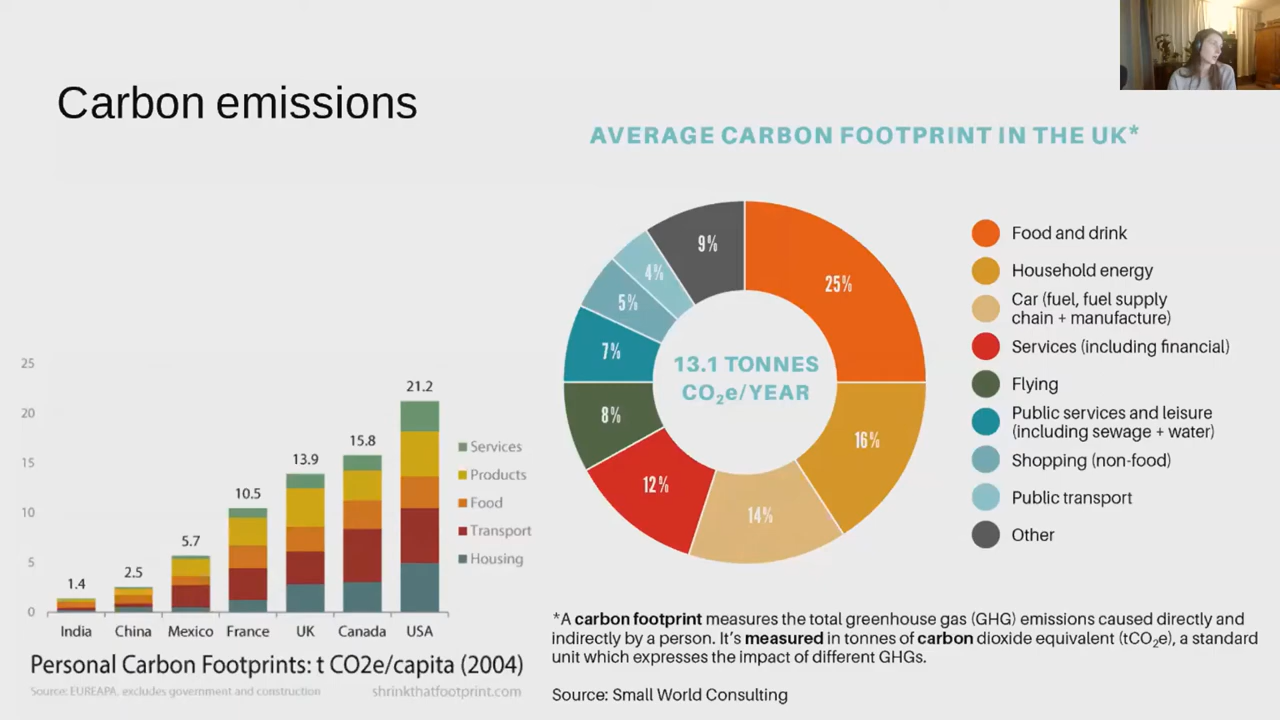 Carbon emissions
AVERAGE CARBON FOOTPRINT IN THE UK*
9%
25%
4%
5%
7%
8%
12%
14%
16%
13.1 TONNES
CO₂e/YEAR
Food and drink
Household energy
Car (fuel, fuel supply
chain + manufacture)
Services (including financial)
Flying
Public services and leisure
(including sewage + water)
Shopping (non-food)
Public transport
Other
25
20
15
10
5
0
1.4
2.5
5.7
10.5
13.9
15.8
21.2
Services
Products
Food
Transport
Housing
India
China
Mexico
France
UK
Canada
USA
Personal Carbon Footprints: t CO2e/capita (2004)
Source: EUREAPA, excludes government and construction
shrinkthatfootprint.com
*A carbon footprint measures the total greenhouse gas (GHG) emissions caused directly and
indirectly by a person. It's measured in tonnes of carbon dioxide equivalent (tCO₂e), a standard
unit which expresses the impact of different GHGs.
Source: Small World Consulting